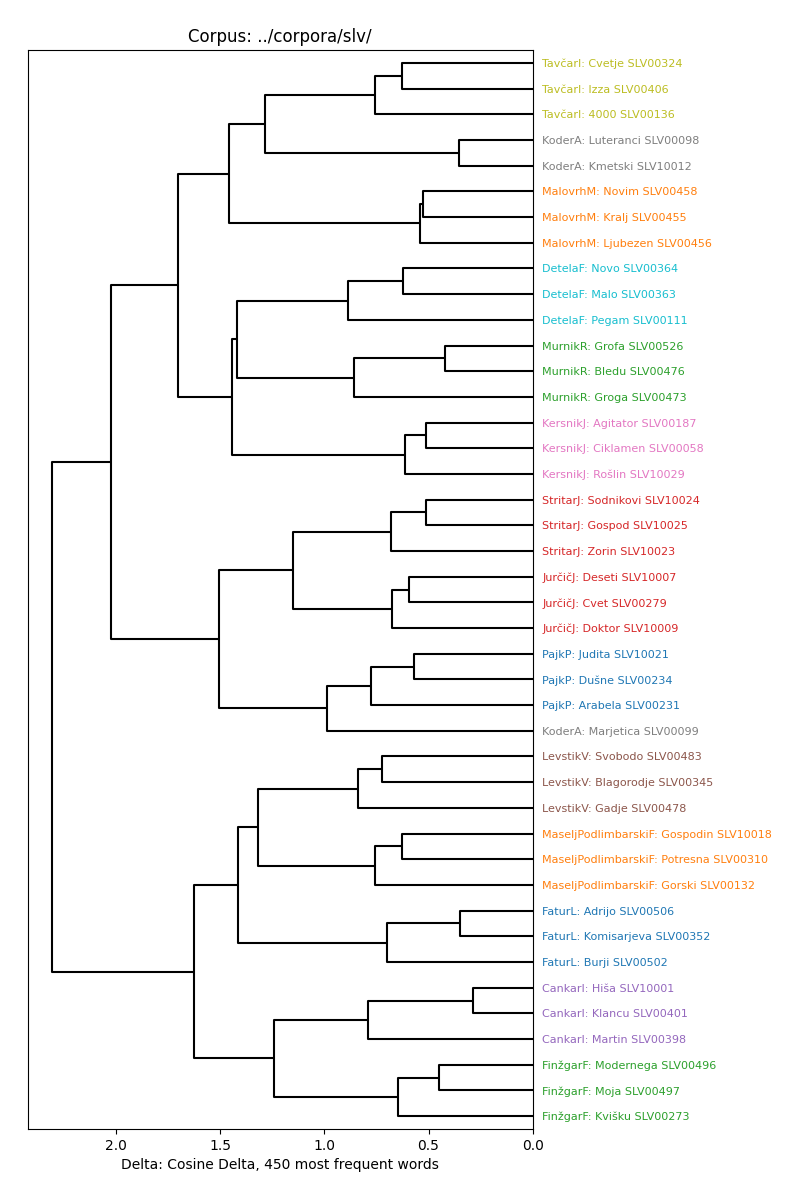 Corpus: ../corpora/slv/
TavčarI: Cvetje SLV00324
TavčarI: Izza SLV00406
TavčarI: 4000 SLV00136
KoderA: Luteranci SLV00098
KoderA: Kmetski SLV10012
MalovrhM: Novim SLV00458
MalovrhM: Kralj SLV00455
MalovrhM: Ljubezen SLV00456
DetelaF: Novo SLV00364
DetelaF: Malo SLV00363
DetelaF: Pegam SLV00111
MurnikR: Grofa SLV00526
MurnikR: Bledu SLV00476
MurnikR: Groga SLV00473
KersnikJ: Agitator SLV00187
KersnikJ: Ciklamen SLV00058
KersnikJ: Rošlin SLV10029
StritarJ: Sodnikovi SLV10024
StritarJ: Gospod SLV10025
StritarJ: Zorin SLV10023
JurčičJ: Deseti SLV10007
JurčičJ: Cvet SLV00279
JurčičJ: Doktor SLV10009
PajkP: Judita SLV10021
PajkP: Dušne SLV00234
PajkP: Arabela SLV00231
KoderA: Marjetica SLV00099
LevstikV: Svobodo SLV00483
LevstikV: Blagorodje SLV00345
LevstikV: Gadje SLV00478
MaseljPodlimbarskiF: Gospodin SLV10018
MaseljPodlimbarskiF: Potresna SLV00310
MaseljPodlimbarskiF: Gorski SLV00132
FaturL: Adrijo SLV00506
FaturL: Komisarjeva SLV00352
FaturL: Burji SLV00502
CankarI: Hiša SLV10001
CankarI: Klancu SLV00401
CankarI: Martin SLV00398
FinžgarF: Modernega SLV00496
FinžgarF: Moja SLV00497
FinžgarF: Kvišku SLV00273
2.0 1.5 1.0 0.5 0.0
Delta: Cosine Delta, 450 most frequent words